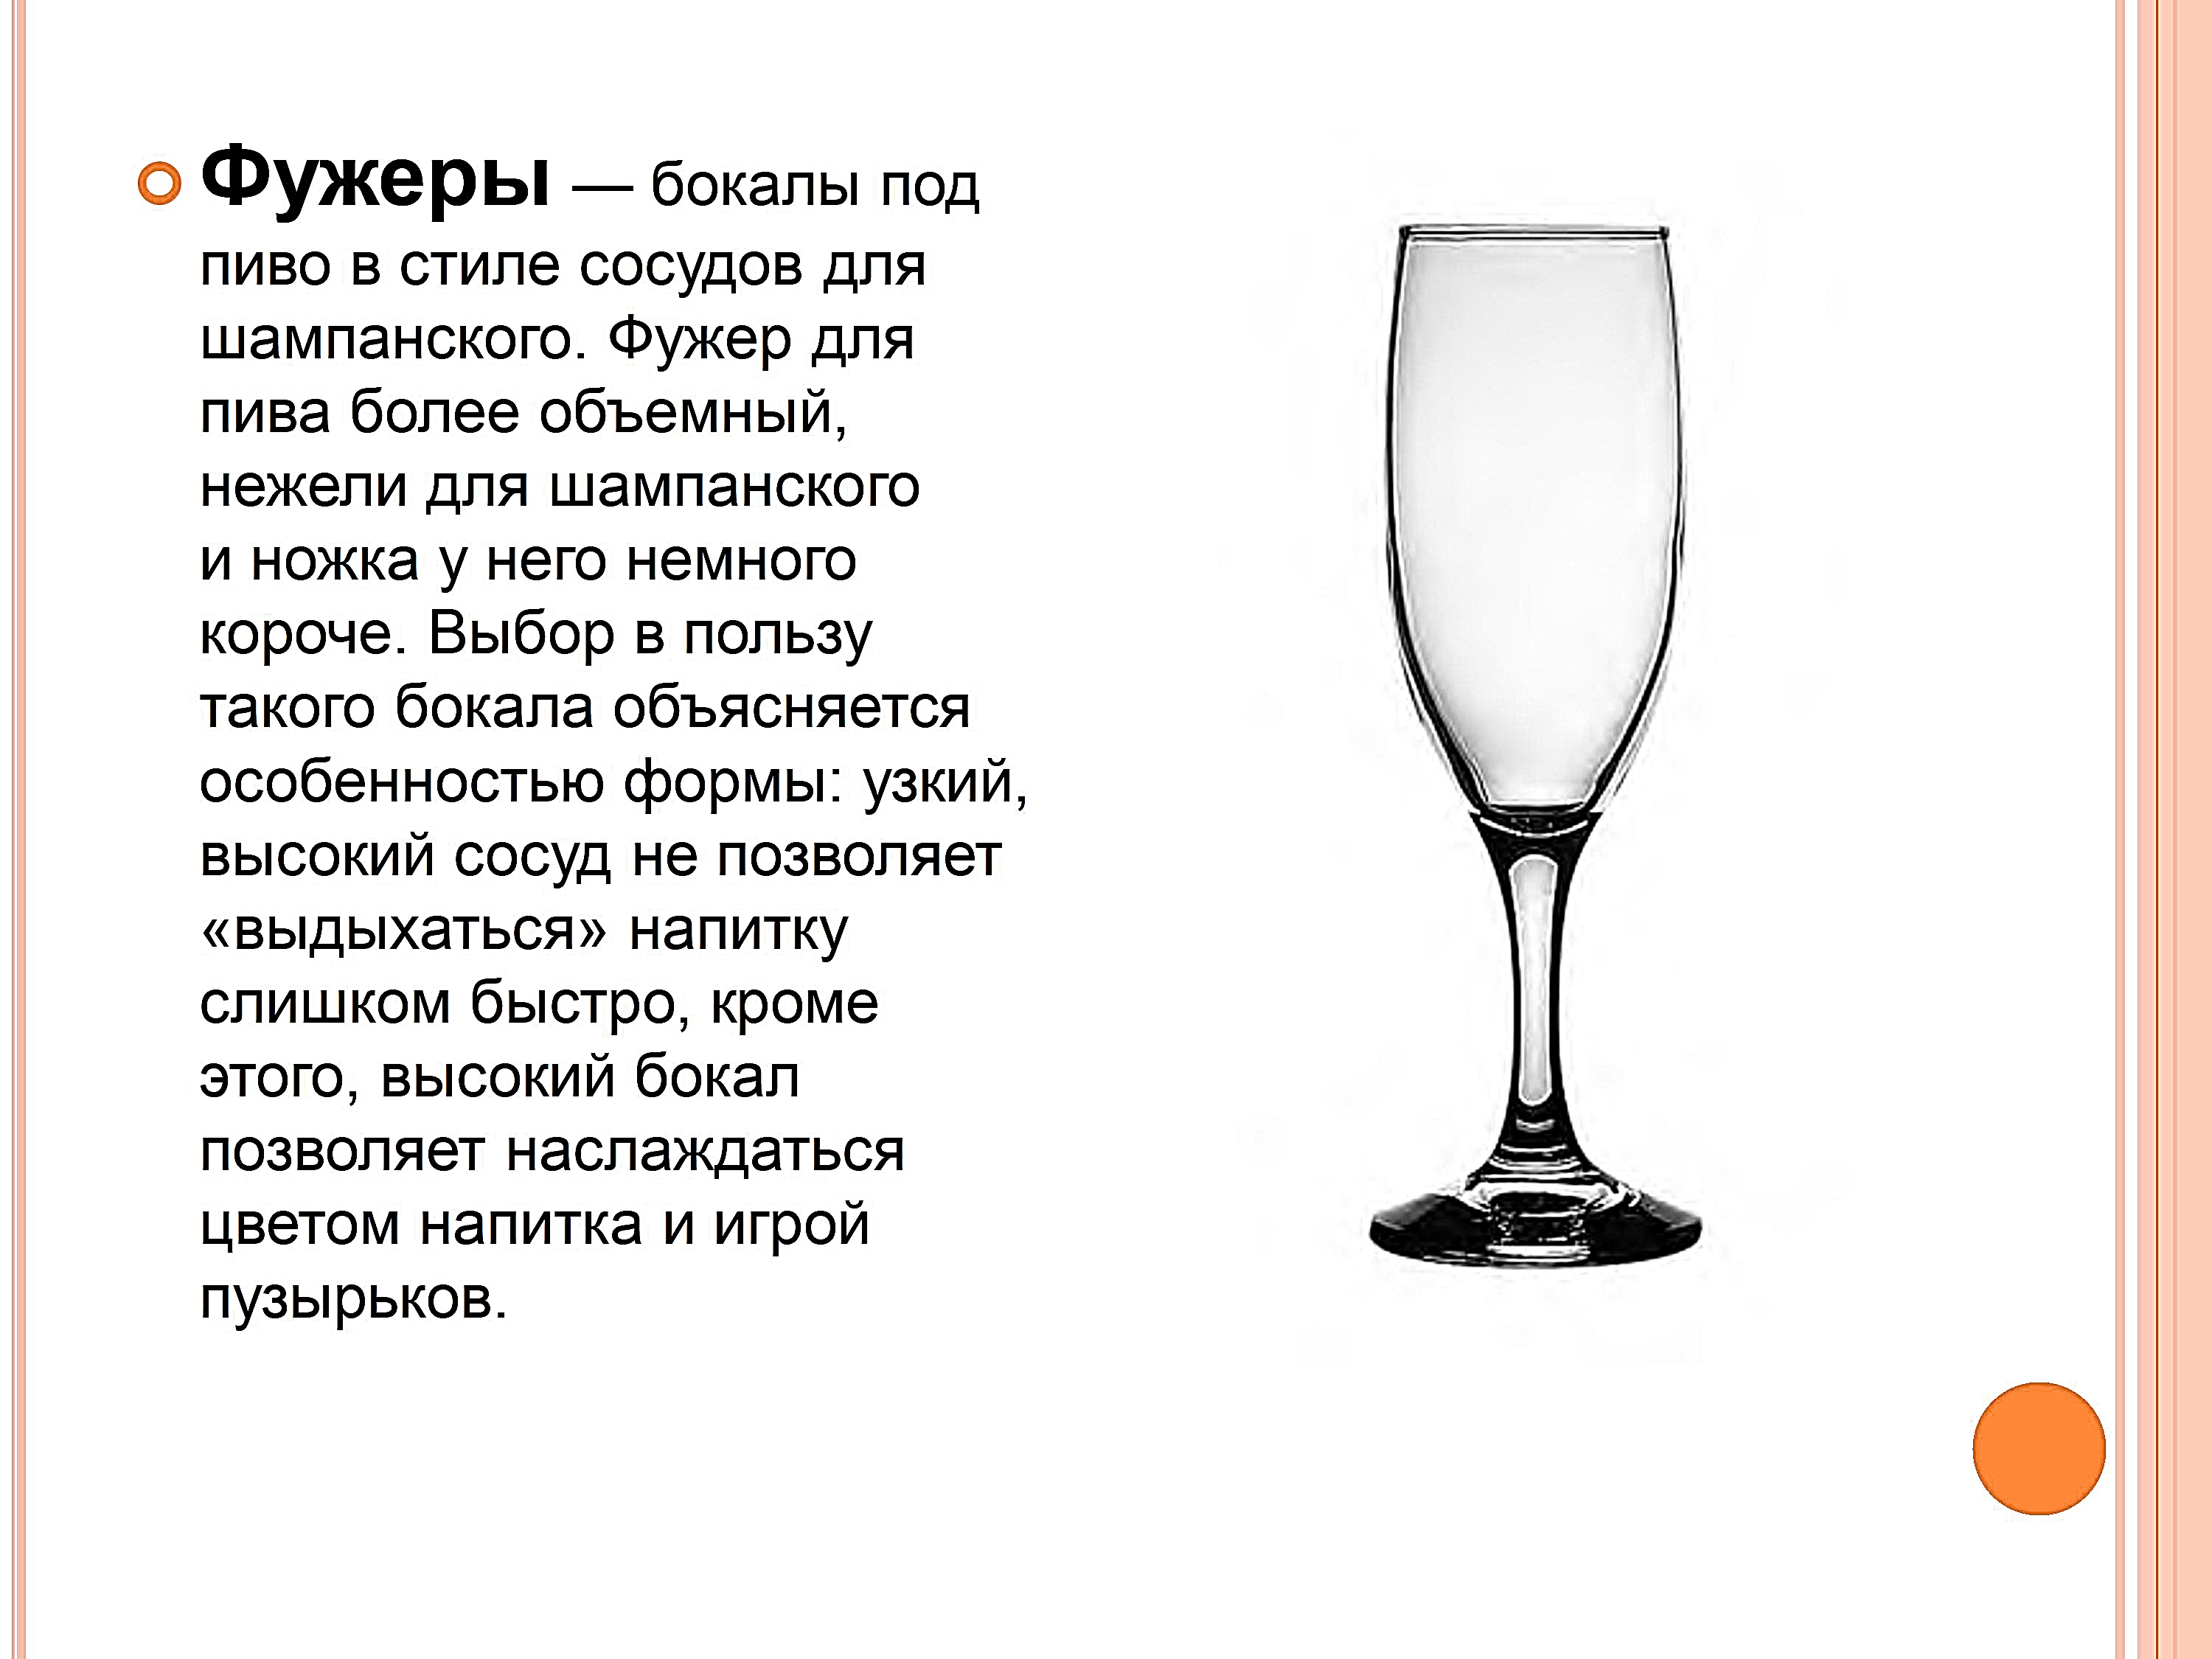 Фужеры — бокалы под
пиво в стиле сосудов для
шампанского. Фужер для
пива более объемный,
нежели для шампанского
и ножка у него немного
короче. Выбор в пользу
такого бокала объясняется
особенностью формы: узкий,
высокий сосуд не позволяет
«выдыхаться» напитку
слишком быстро, кроме
этого, высокий бокал
позволяет наслаждаться
цветом напитка и игрой
пузырьков.